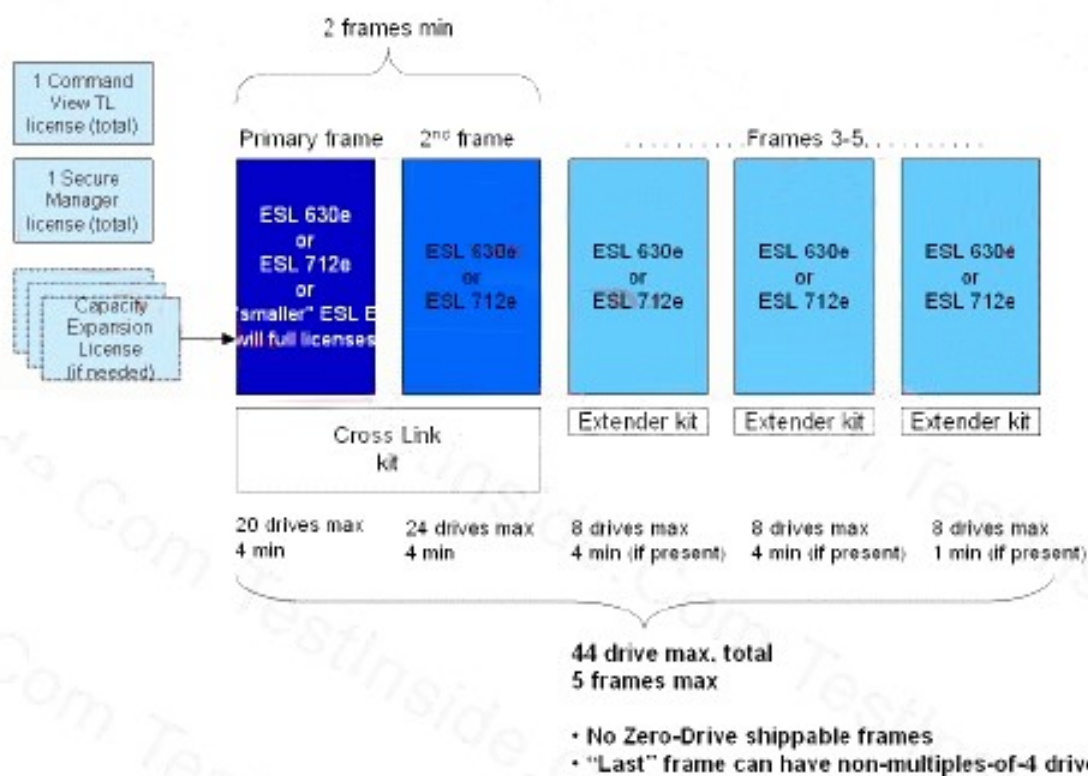 2 frames min
1 Command
View TL
license (total)
Primary frame
2nd frame
. . . . . . . .Frames 3-5. . . . . . . . .
1 Secure
Manager
license (total)
ESL 630e
or
ESL 712e
or
"smaller" ESL E
will full licenses
ESL 630e
or
ESL 712e
ESL 630e
or
ESL 712e
ESL 630e
or
ESL 712e
ESL 630e
or
ESL 712e
Capacity
Expansion
License
(if needed)
Cross Link
kit
Extender kit
Extender kit
Extender kit
20 drives max
4 min
24 drives max
4 min
8 drives max
4 min (if present)
8 drives max
4 min (if present)
8 drives max
1 min (if present)
44 drive max. total
5 frames max
• No Zero-Drive shippable frames
• "Last" frame can have non-multiples-of-4 drive
Com TestInside.Com TestInside
Com